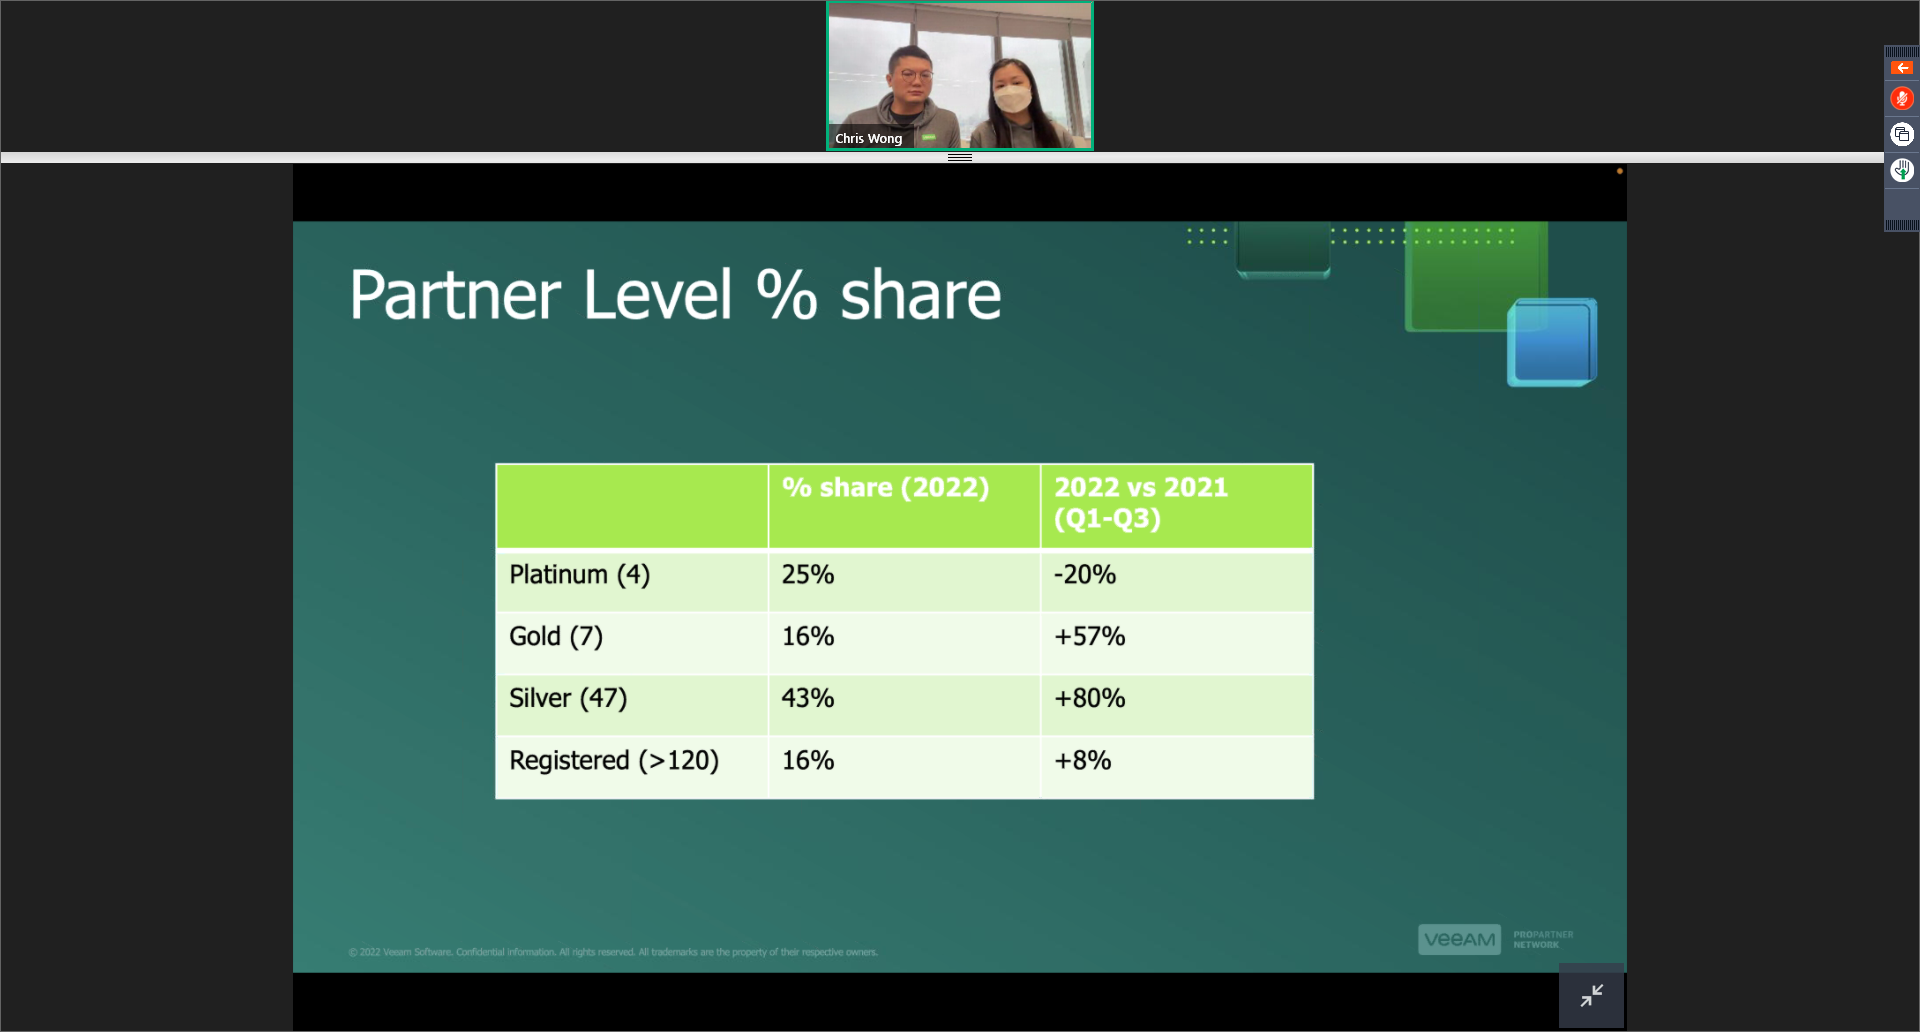 Chris Wong
Partner Level % share
% share (2022)
2022 vs 2021
(Q1-Q3)
Platinum (4)
25%
-20%
Gold (7)
16%
+57%
Silver (47)
43%
+80%
Registered (>120)
16%
+8%
© 2022 Veeam Software. Confidential information. All rights reserved. All trademarks are the property of their respective owners.
veeAM
PROPARTNER
NETWORK